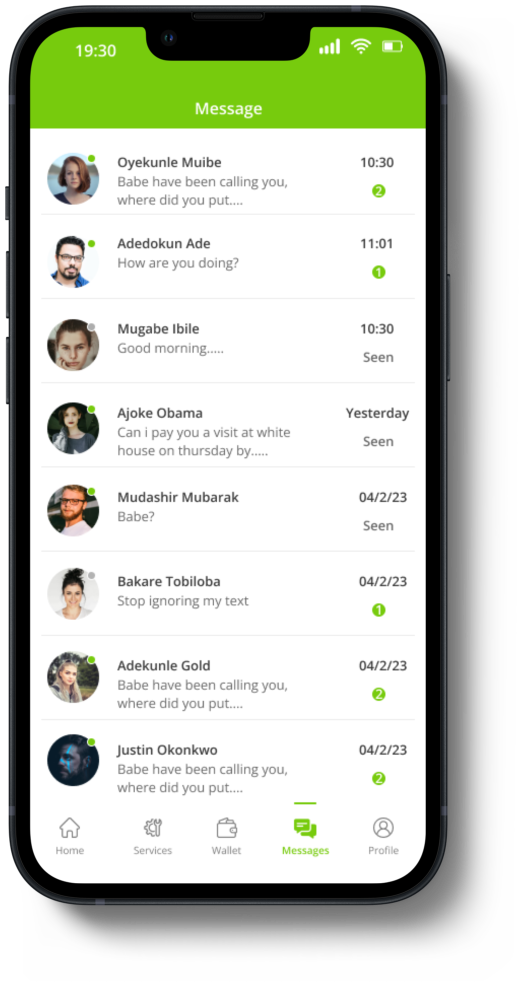 19:30
Message
Oyekunle Muibe 10:30
Babe have been calling you, 2
where did you put....
Adedokun Ade 11:01
How are you doing? 1
Mugabe Ibile 10:30
Good morning..... Seen
Ajoke Obama Yesterday
Can i pay you a visit at white Seen
house on thursday by.....
Mudashir Mubarak 04/2/23
Babe? Seen
Bakare Tobiloba 04/2/23
Stop ignoring my text 1
Adekunle Gold 04/2/23
Babe have been calling you, 2
where did you put....
Justin Okonkwo 04/2/23
Babe have been calling you, 2
where did you put....
Home Services Wallet Messages Profile